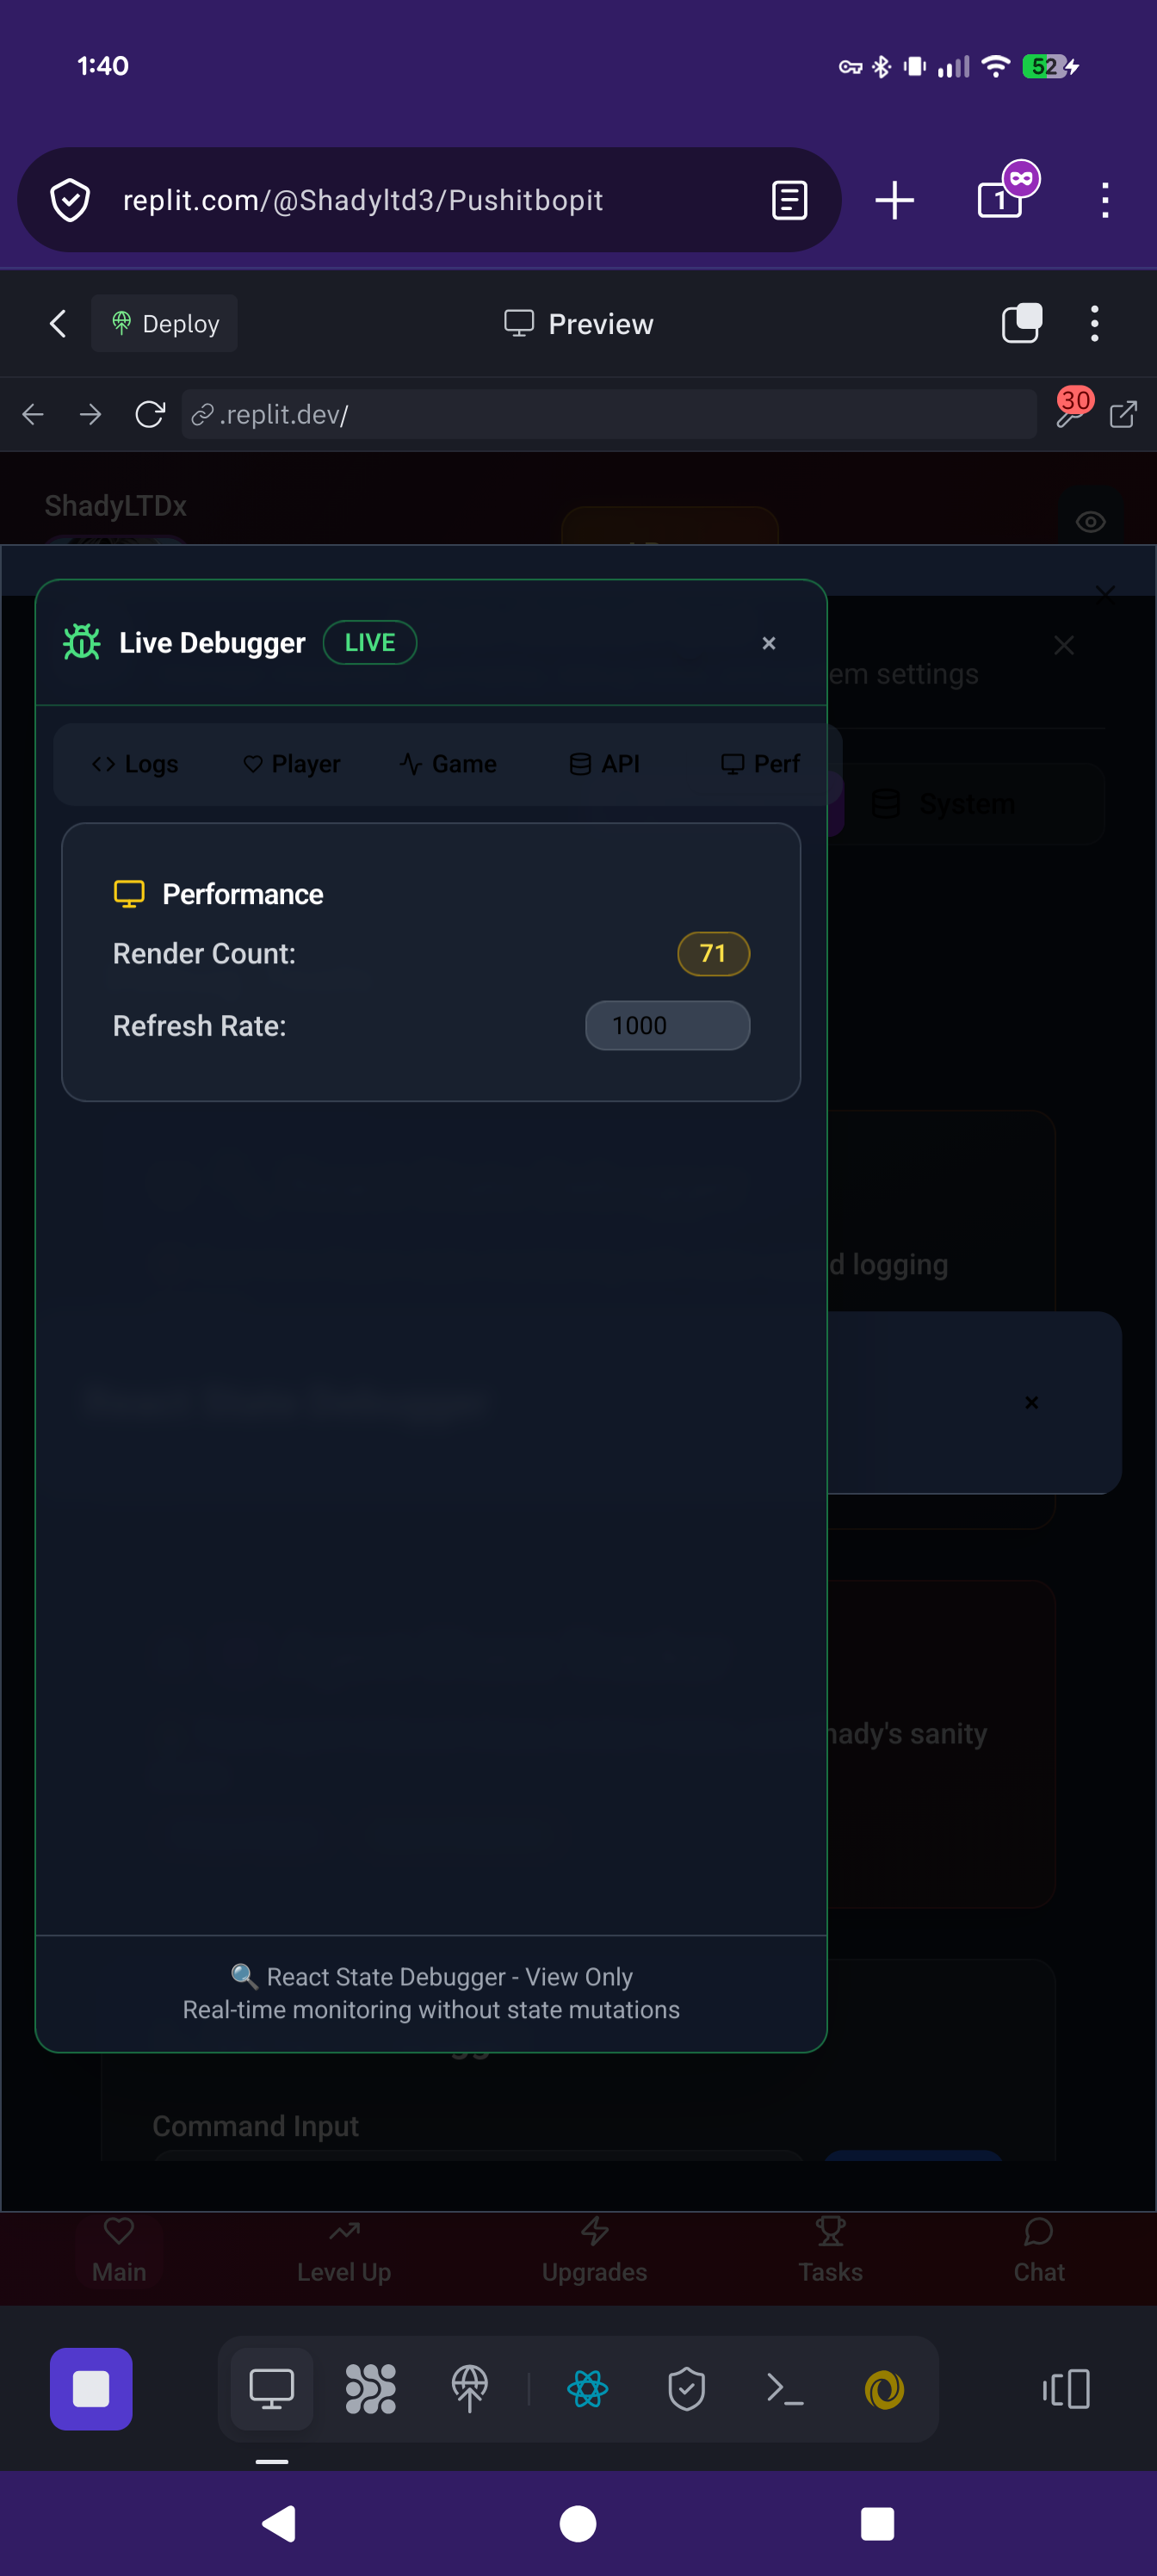 1:40
52
replit.com/@Shadyltd3/Pushitbopit
1
Deploy
Preview
.replit.dev/
30
ShadyLTDx
Live Debugger
LIVE
×
em settings
Logs
Player
Game
API
Perf
System
Performance
Render Count:
71
Refresh Rate:
1000
d logging
×
hady's sanity
🔍 React State Debugger - View Only
Real-time monitoring without state mutations
Command Input
Main
Level Up
Upgrades
Tasks
Chat